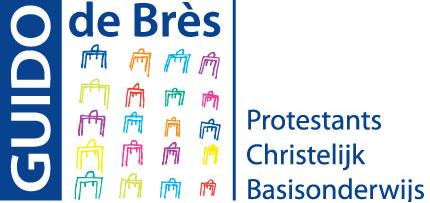 GUIDO
de Brès
Protestants
Christelijk
Basisonderwijs